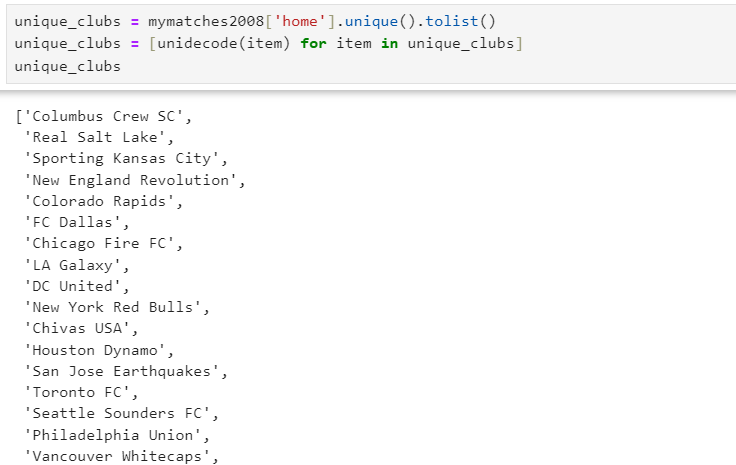 unique_clubs = mymatches2008['home'].unique().tolist()
unique_clubs = [unidecode(item) for item in unique_clubs]
unique_clubs
['Columbus Crew SC',
'Real Salt Lake',
'Sporting Kansas City',
'New England Revolution',
'Colorado Rapids',
'FC Dallas',
'Chicago Fire FC',
'LA Galaxy',
'DC United',
'New York Red Bulls',
'Chivas USA',
'Houston Dynamo',
'San Jose Earthquakes',
'Toronto FC',
'Seattle Sounders FC',
'Philadelphia Union',
'Vancouver Whitecaps',